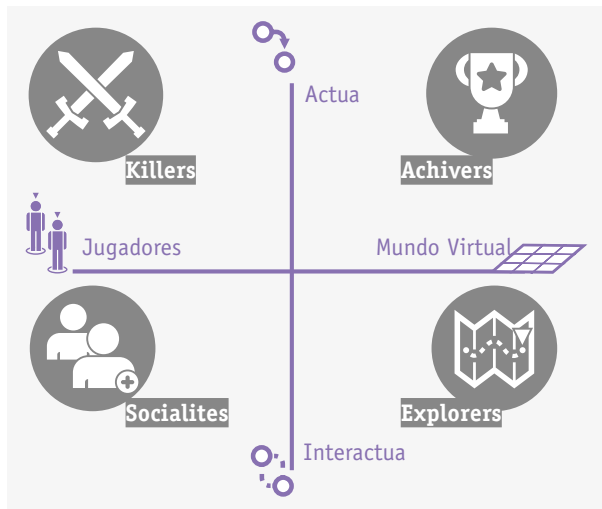 Actua
Killers
Achivers
Jugadores
Mundo Virtual
Socialites
Explorers
Interactua